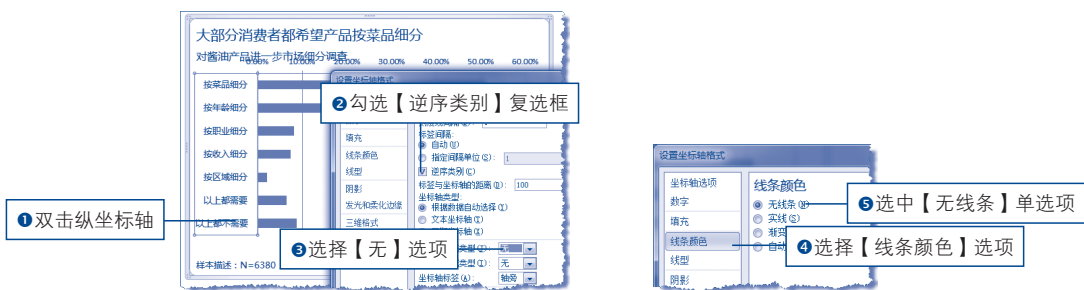 大部分消费者都希望产品按菜品细分
对酱油产品进一步市场细分调查
0.00% 10.00% 20.00% 30.00% 40.00% 50.00% 60.00%
按菜品细分
按年龄细分
按职业细分
按收入细分
按区域细分
以上都需要
以上都不需要
样本描述：N=6380
❶双击纵坐标轴
设置坐标轴格式
❷勾选【逆序类别】复选框
填充
线条颜色
线型
阴影
发光和柔化边缘
三维格式
标签间隔:
自动(U)
指定间隔单位(S): 1
逆序类别(C)
标签与坐标轴的距离(D): 100
坐标轴类型:
根据数据自动选择(Y)
文本坐标轴(T)
❸选择【无】选项
类型(J): 无
类型(I): 无
坐标轴标签(A): 轴旁
设置坐标轴格式
坐标轴选项
数字
填充
线条颜色
线型
阴影
线条颜色
无线条(N)
实线(S)
渐变
自动
❺选中【无线条】单选项
❹选择【线条颜色】选项